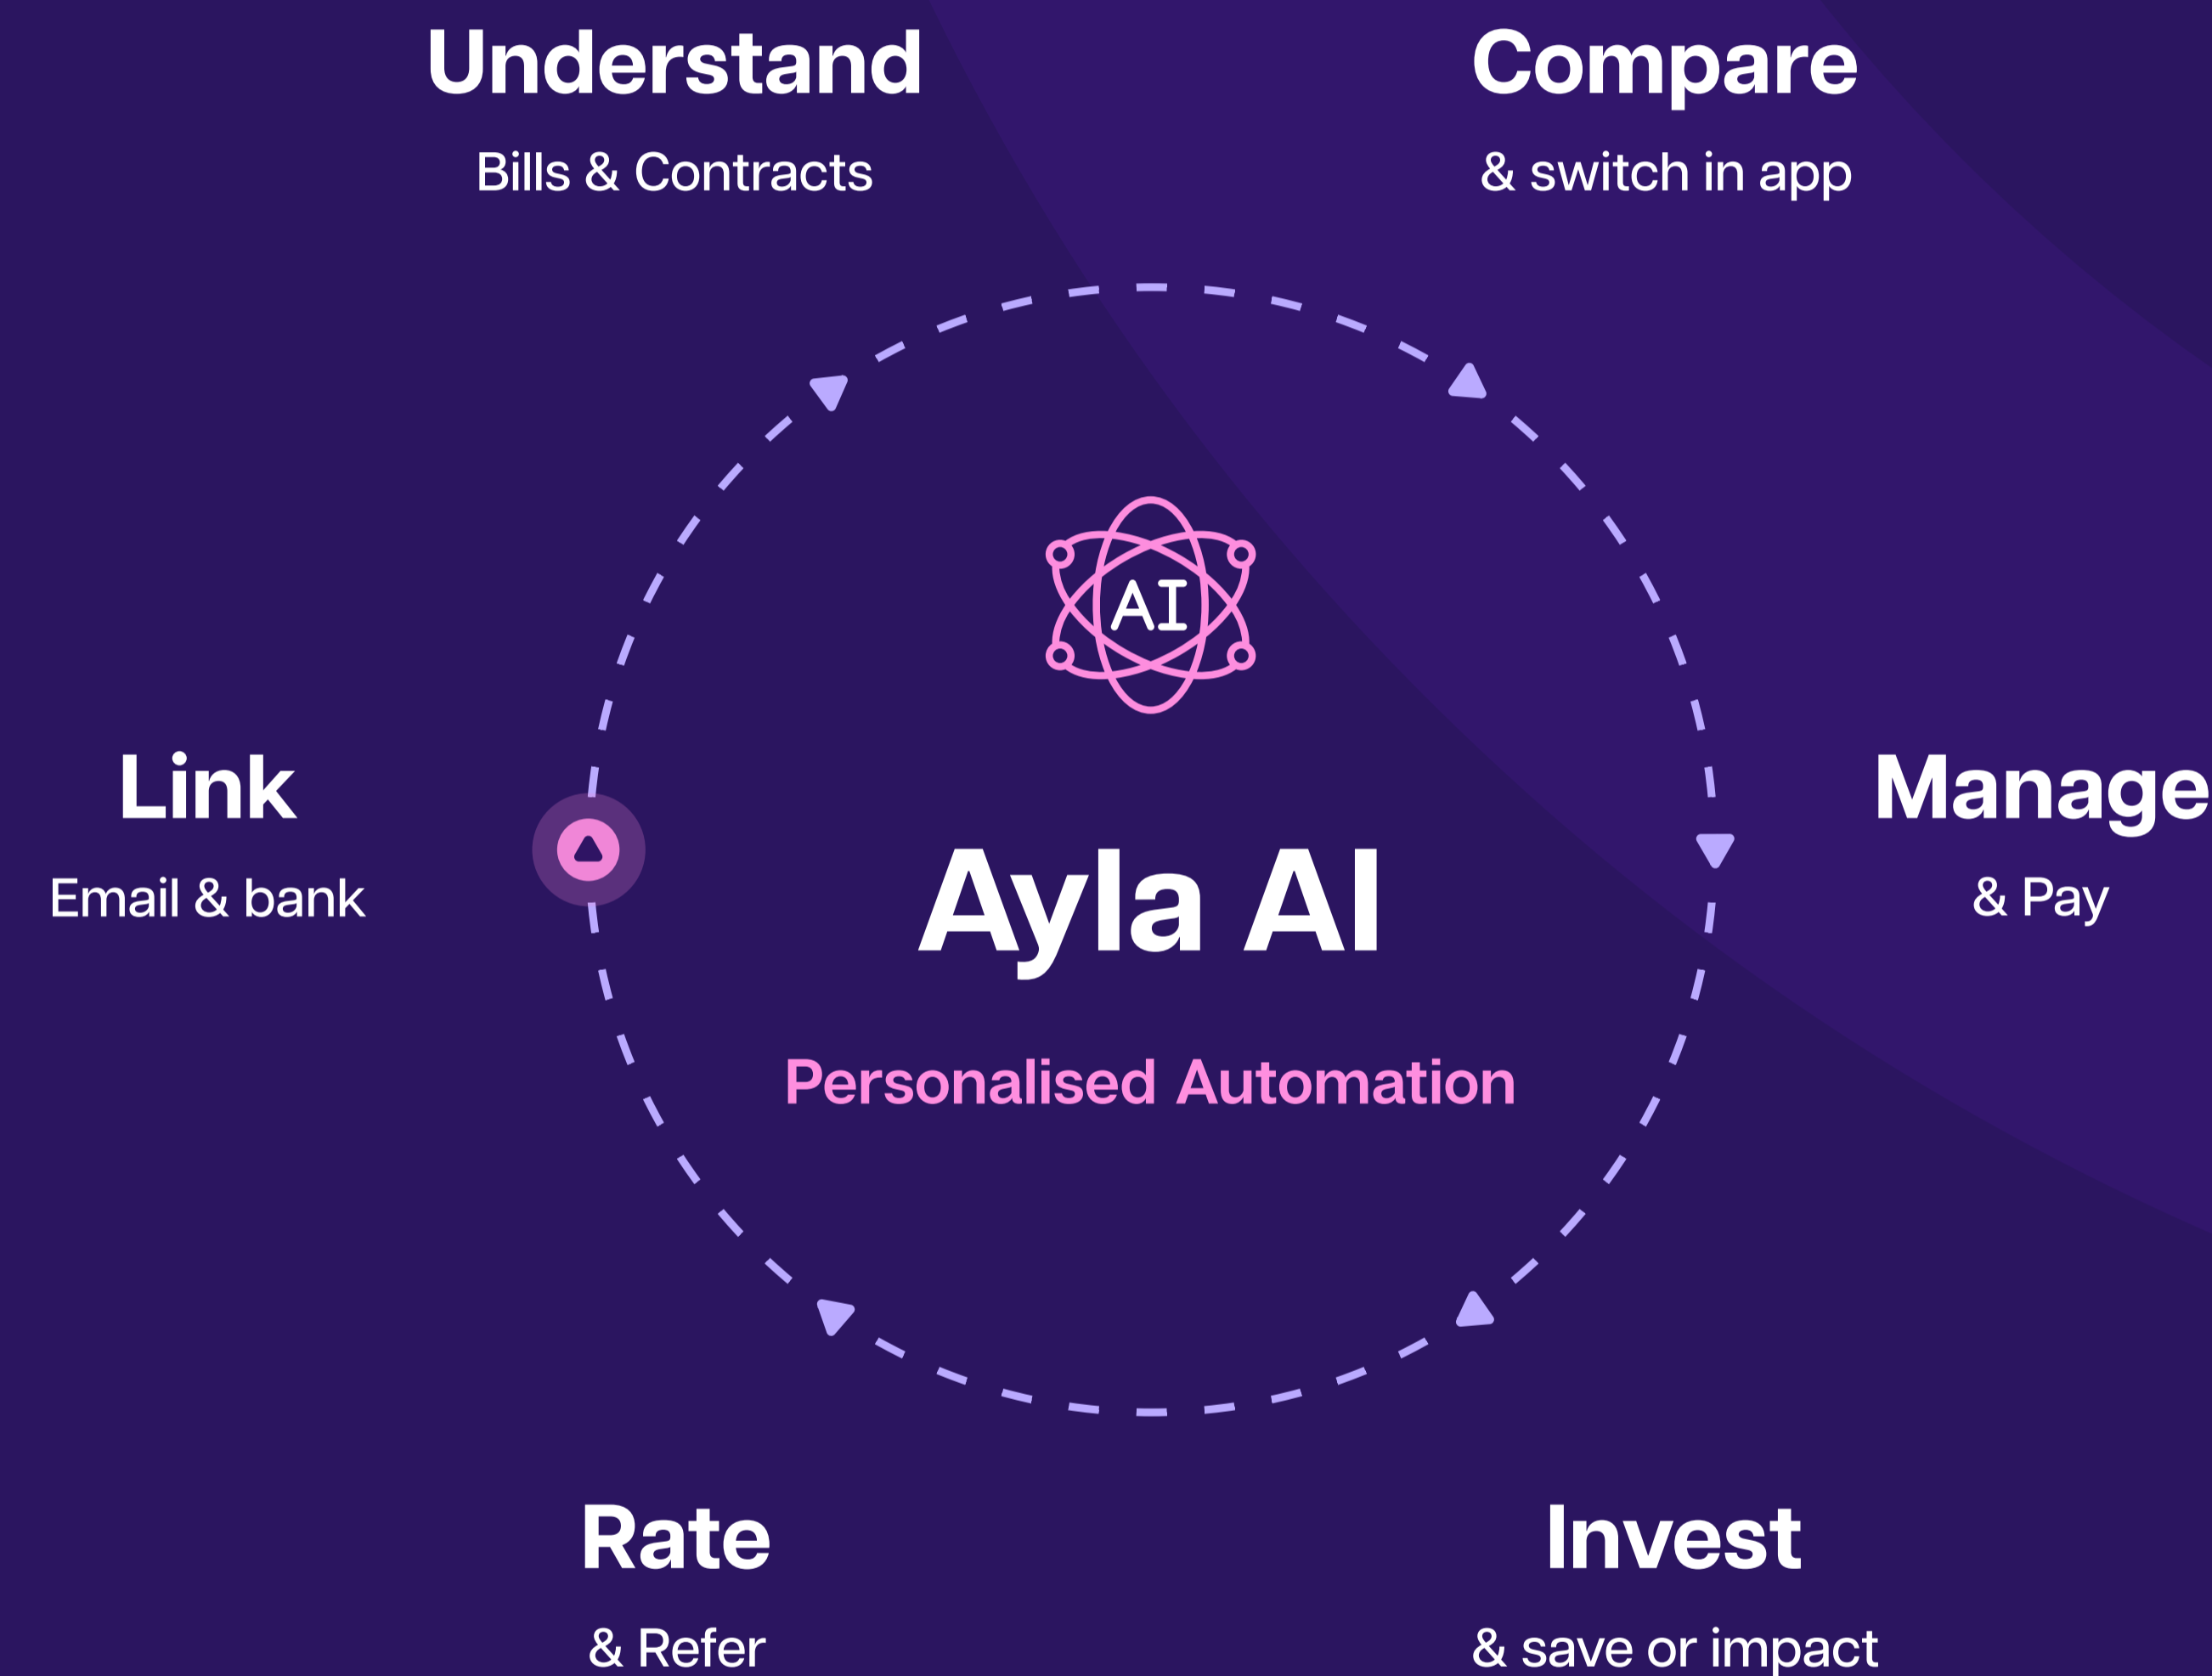 Understand
Bills & Contracts
Compare
& switch in app
AI
Link
Email & bank
Ayla AI
Personalised Automation
Manage
& Pay
Rate
& Refer
Invest
& save or impact